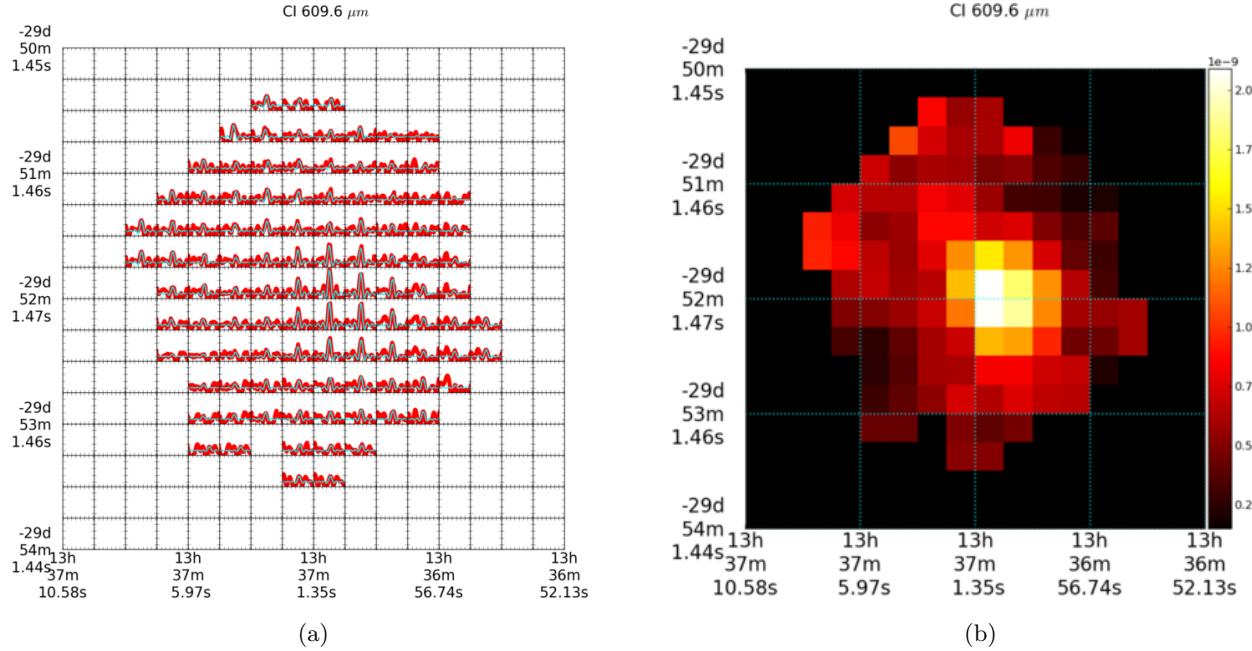 CI 609.6 μm
-29d
50m
1.45s
-29d
51m
1.46s
-29d
52m
1.47s
-29d
53m
1.46s
-29d
54m
1.44s
13h
37m
10.58s
13h
37m
5.97s
13h
37m
1.35s
13h
36m
56.74s
13h
36m
52.13s
(a)
CI 609.6 μm
-29d
50m
1.45s
-29d
51m
1.46s
-29d
52m
1.47s
-29d
53m
1.46s
-29d
54m
1.44s
13h
37m
10.58s
13h
37m
5.97s
13h
37m
1.35s
13h
36m
56.74s
13h
36m
52.13s
1e-9
2.0
1.7
1.5
1.2
1.0
0.7
0.5
0.2
(b)